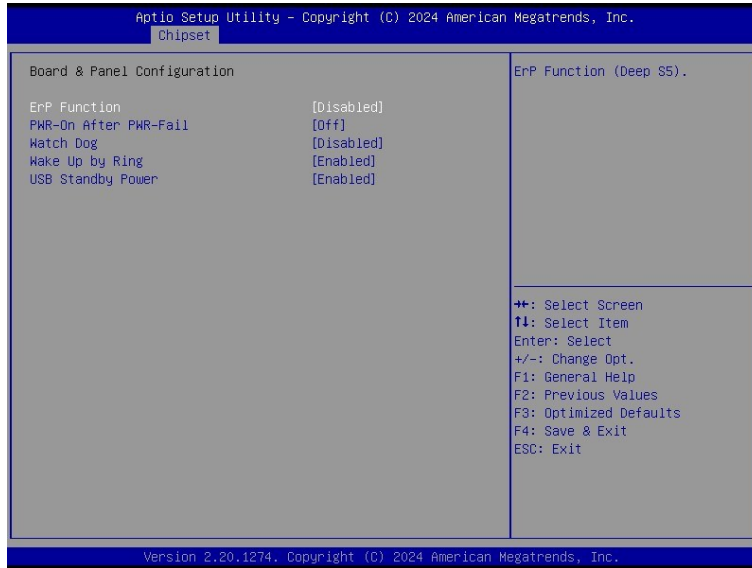 Aptio Setup Utility – Copyright (C) 2024 American Megatrends, Inc.
Chipset
Board & Panel Configuration
ErP Function [Disabled]
PWR-On After PWR-Fail [Off]
Watch Dog [Disabled]
Wake Up by Ring [Enabled]
USB Standby Power [Enabled]
ErP Function (Deep S5).
→←: Select Screen
↑↓: Select Item
Enter: Select
+/-: Change Opt.
F1: General Help
F2: Previous Values
F3: Optimized Defaults
F4: Save & Exit
ESC: Exit
Version 2.20.1274. Copyright (C) 2024 American Megatrends, Inc.